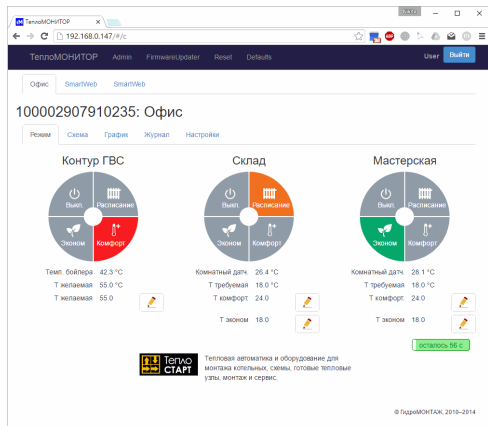 ТеплоМОНИТОР
192.168.0.147/#/c
ТеплоМОНИТОР Admin FirmwareUpdater Reset Defaults User Выйти
Офис SmartWeb SmartWeb
100002907910235: Офис
Режим Схема График Журнал Настройки
Контур ГВС Склад Мастерская
Выкл Расписание Выкл Расписание Выкл Расписание
Эконом Комфорт Эконом Комфорт Эконом Комфорт
Темп. бойлера 42.3 °C Комнатный датч. 26.4 °C Комнатный датч. 28.1 °C
Т желаемая 55.0 °C Т требуемая 18.0 °C Т требуемая 18.0 °C
Т желаемая 55.0 Т комфорт 24.0 Т комфорт 24.0
Т эконом 18.0 Т эконом 18.0
осталось 56 с
Тепло СТАРТ
Тепловая автоматика и оборудование для
монтажа котельных, схемы, готовые тепловые
узлы, монтаж и сервис.
© ГидроМОНТАЖ, 2010–2014